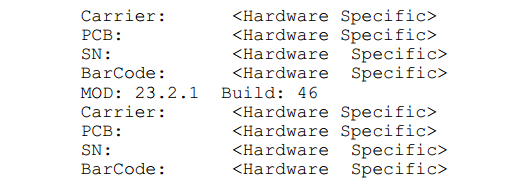 Carrier:       <Hardware Specific>
PCB:           <Hardware Specific>
SN:            <Hardware  Specific>
BarCode:       <Hardware  Specific>
MOD: 23.2.1  Build: 46
Carrier:       <Hardware Specific>
PCB:           <Hardware Specific>
SN:            <Hardware  Specific>
BarCode:       <Hardware  Specific>